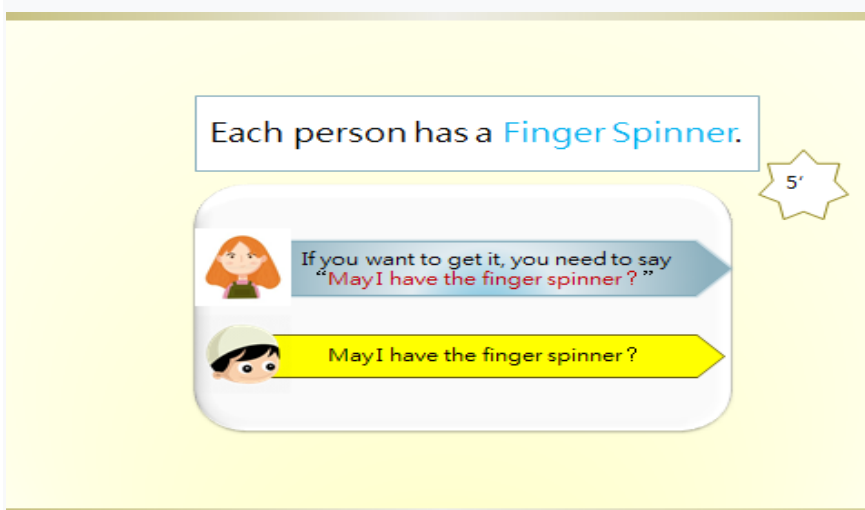 Each person has a Finger Spinner.
5′
If you want to get it, you need to say
“May I have the finger spinner？”
May I have the finger spinner？